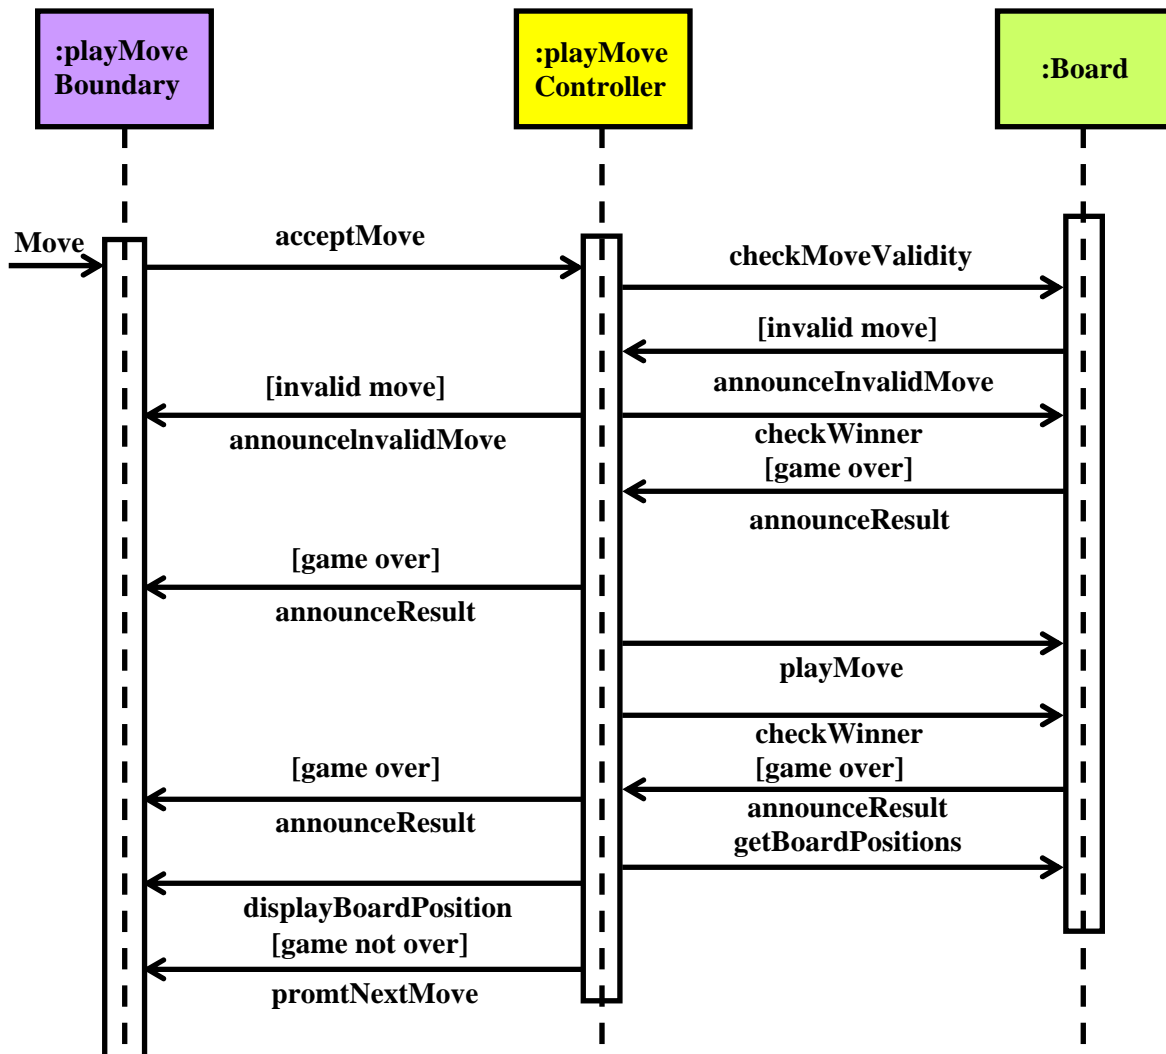 :playMove
Boundary
:playMove
Controller
:Board
Move
acceptMove
checkMoveValidity
[invalid move]
announceInvalidMove
[invalid move]
announceInvalidMove
checkWinner
[game over]
announceResult
[game over]
announceResult
playMove
checkWinner
[game over]
announceResult
[game over]
announceResult
getBoardPositions
displayBoardPosition
[game not over]
promtNextMove